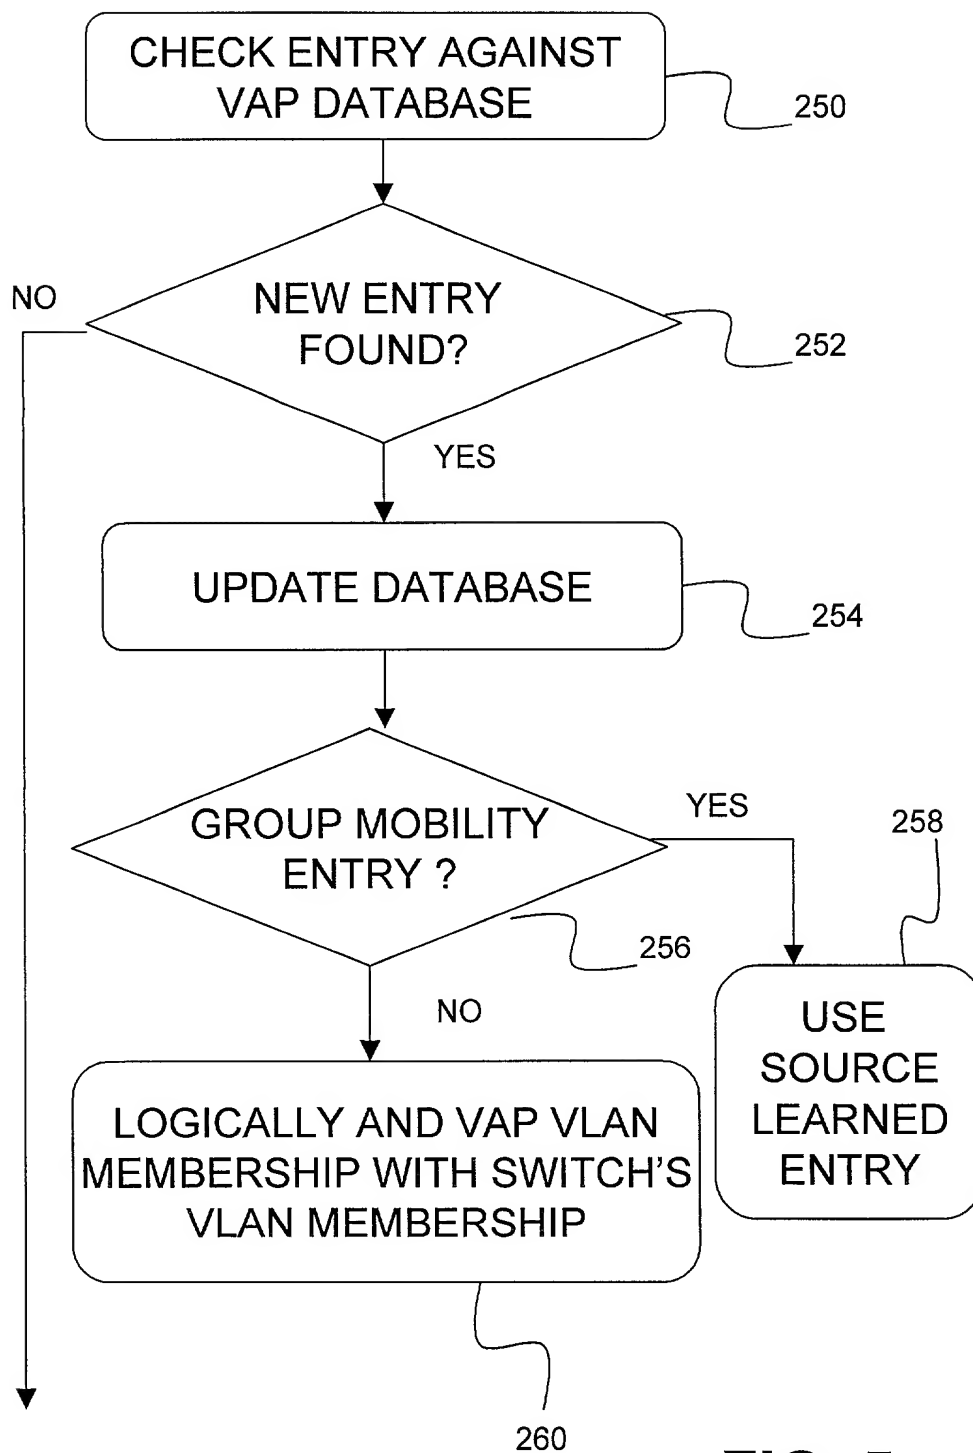 CHECK ENTRY AGAINST
VAP DATABASE
250
NO
NEW ENTRY
FOUND?
252
YES
UPDATE DATABASE
254
GROUP MOBILITY
ENTRY ?
YES
258
256
NO
USE
SOURCE
LEARNED
ENTRY
LOGICALLY AND VAP VLAN
MEMBERSHIP WITH SWITCH'S
VLAN MEMBERSHIP
260